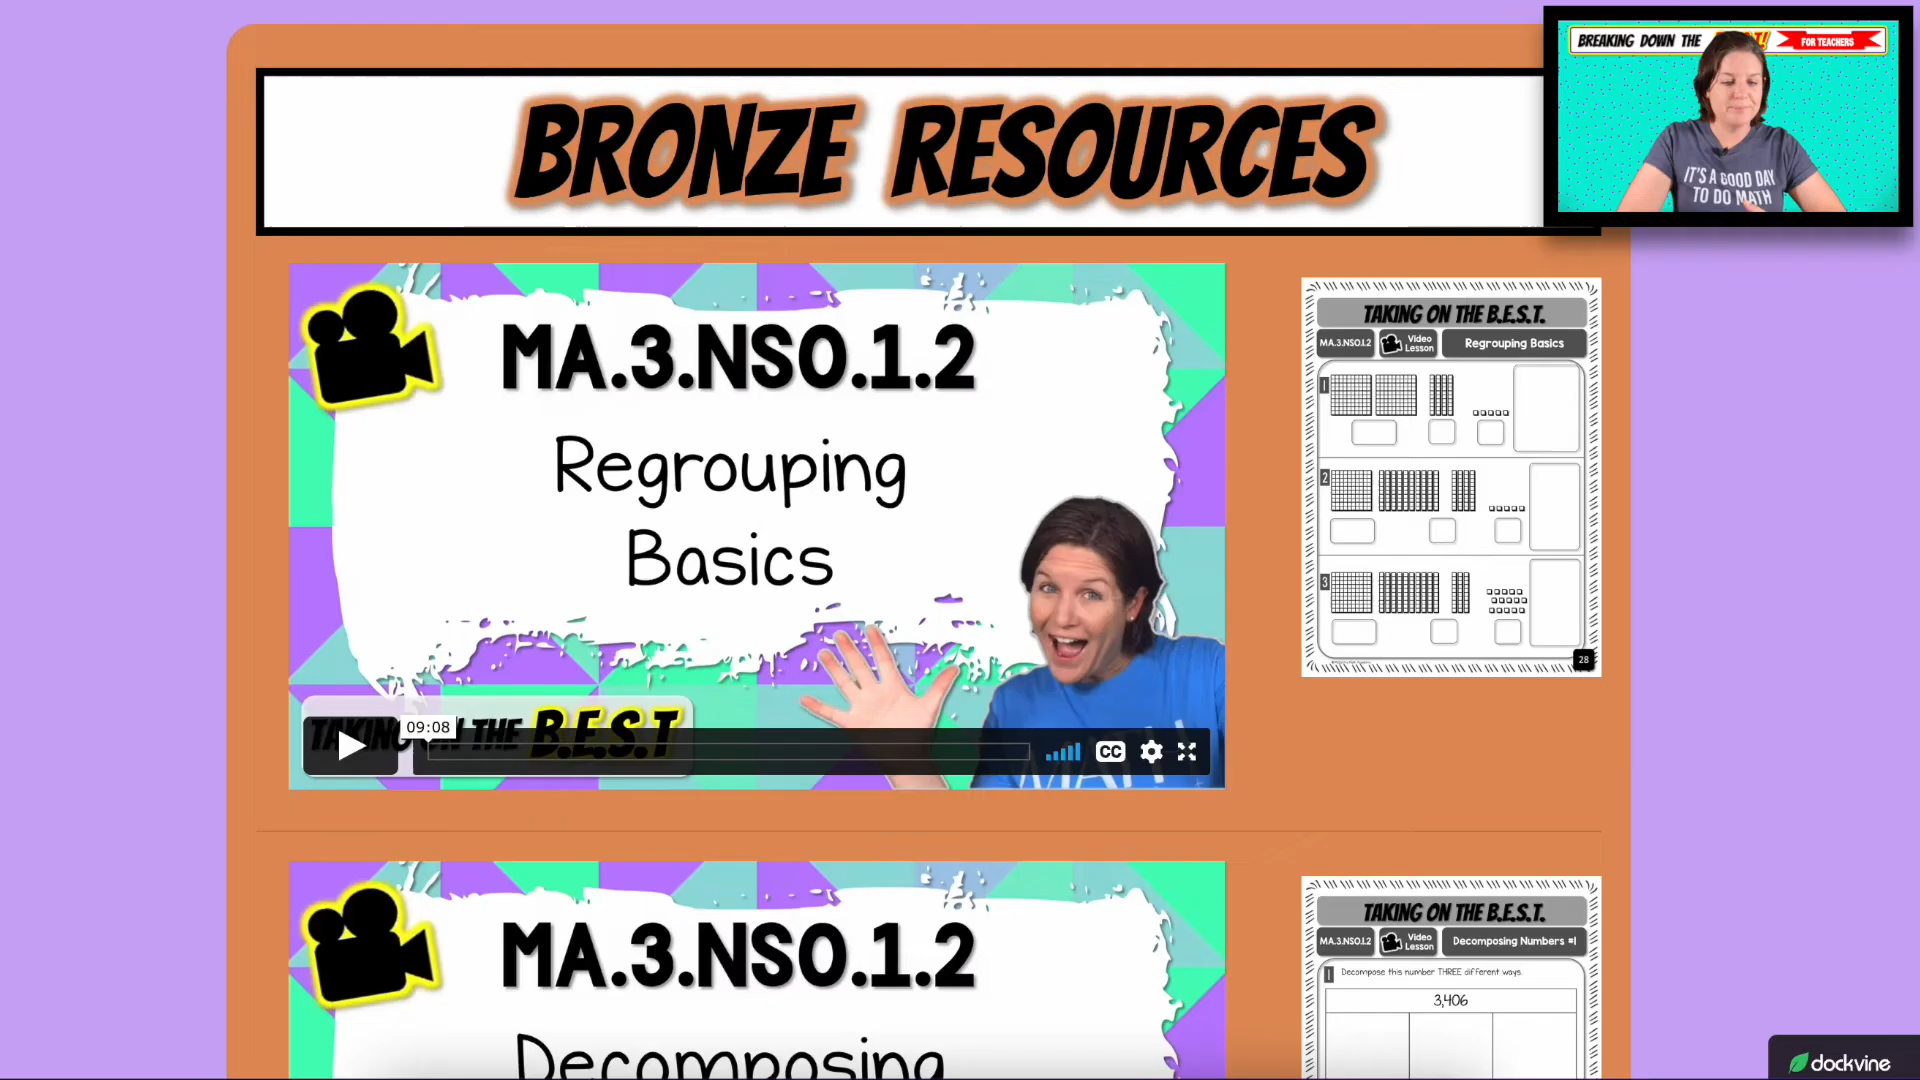 BREAKING DOWN THE
FOR TEACHERS
IT'S A GOOD DAY
TO DO MATH
BRONZE RESOURCES
MA.3.NSO.1.2
Regrouping
Basics
TAKING ON THE B.E.S.T
09:08
CC
TAKING ON THE B.E.S.T.
MA.3.NSO.1.2
Video
Lesson
Regrouping Basics
1
2
3
28
MA.3.NSO.1.2
Decomposing
TAKING ON THE B.E.S.T.
MA.3.NSO.1.2
Video
Lesson
Decomposing Numbers #1
1
Decompose this number THREE different ways.
3,406
dockvine